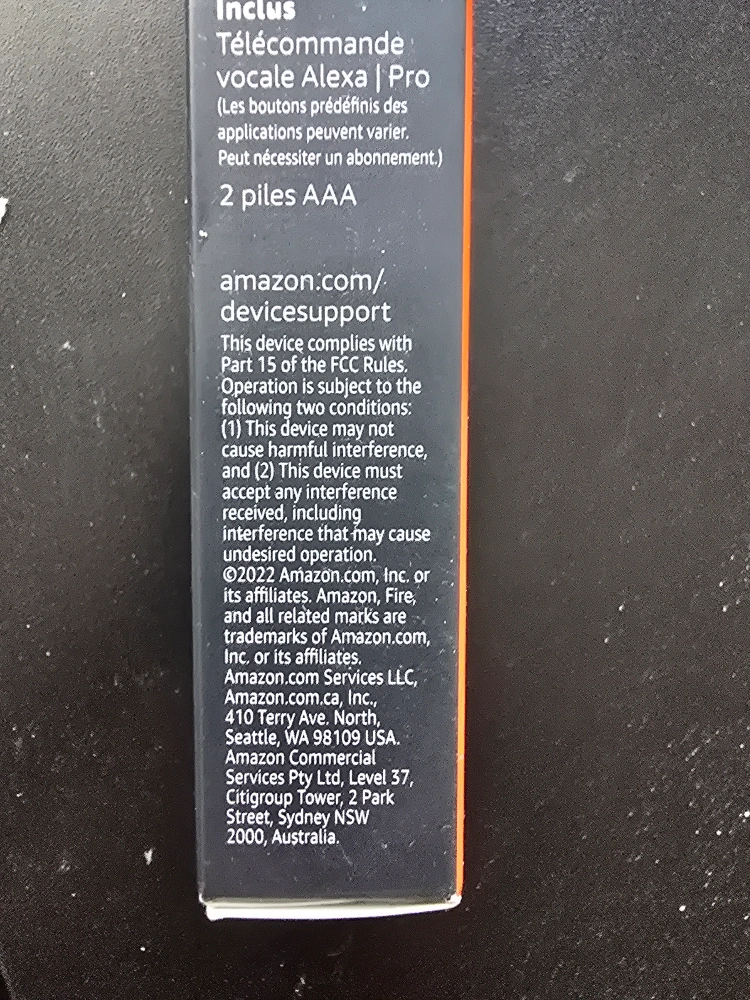 Inclus
Télécommande
vocale Alexa | Pro
(Les boutons prédéfinis des
applications peuvent varier.
Peut nécessiter un abonnement.)
2 piles AAA
amazon.com/
devicesupport
This device complies with
Part 15 of the FCC Rules.
Operation is subject to the
following two conditions:
(1) This device may not
cause harmful interference,
and (2) This device must
accept any interference
received, including
interference that may cause
undesired operation.
©2022 Amazon.com, Inc. or
its affiliates. Amazon, Fire,
and all related marks are
trademarks of Amazon.com,
Inc. or its affiliates.
Amazon.com Services LLC,
Amazon.com.ca, Inc.,
410 Terry Ave. North,
Seattle, WA 98109 USA.
Amazon Commercial
Services Pty Ltd, Level 37,
Citigroup Tower, 2 Park
Street, Sydney NSW
2000, Australia.